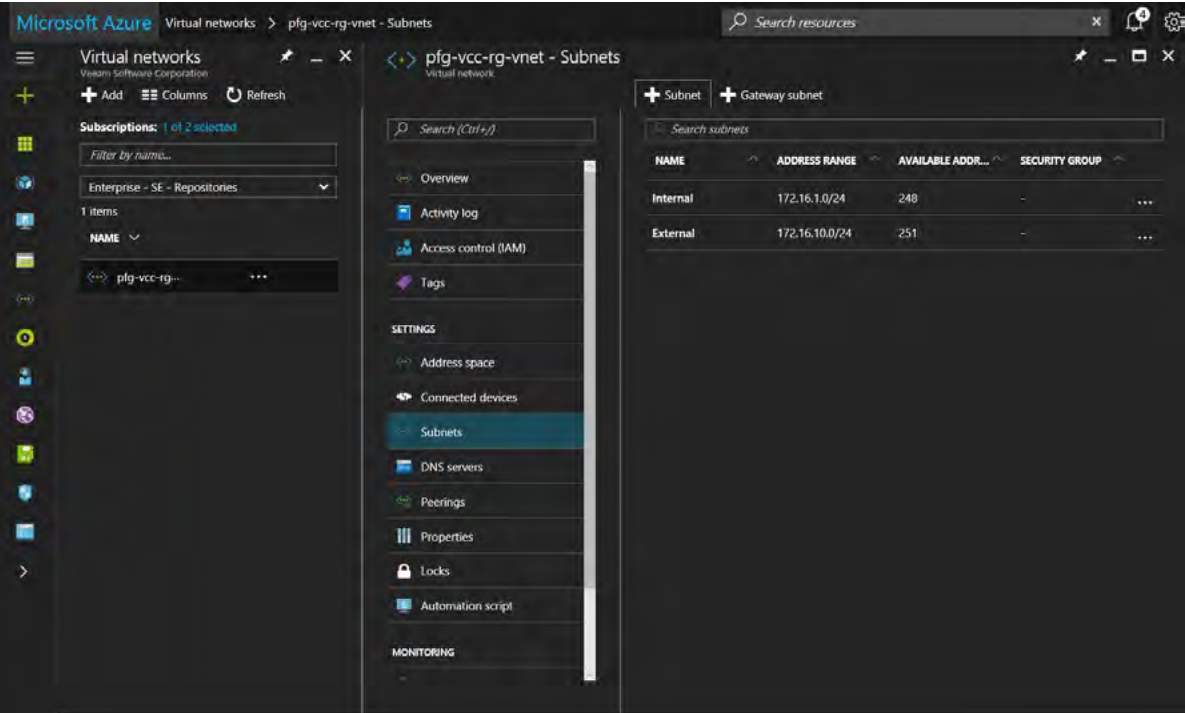 Microsoft Azure Virtual networks > pfg-vcc-rg-vnet - Subnets
Search resources
4
Virtual networks
Veeam Software Corporation
Add Columns Refresh
Subscriptions: 1 of 2 selected
Filter by name...
Enterprise - SE - Repositories
1 items
NAME
pfg-vcc-rg...
pfg-vcc-rg-vnet - Subnets
Virtual network
Search (Ctrl+/)
Overview
Activity log
Access control (IAM)
Tags
SETTINGS
Address space
Connected devices
Subnets
DNS servers
Peerings
Properties
Locks
Automation script
MONITORING
Subnet Gateway subnet
Search subnets
NAME ADDRESS RANGE AVAILABLE ADDR... SECURITY GROUP
Internal 172.16.1.0/24 248 - ...
External 172.16.10.0/24 251 - ...